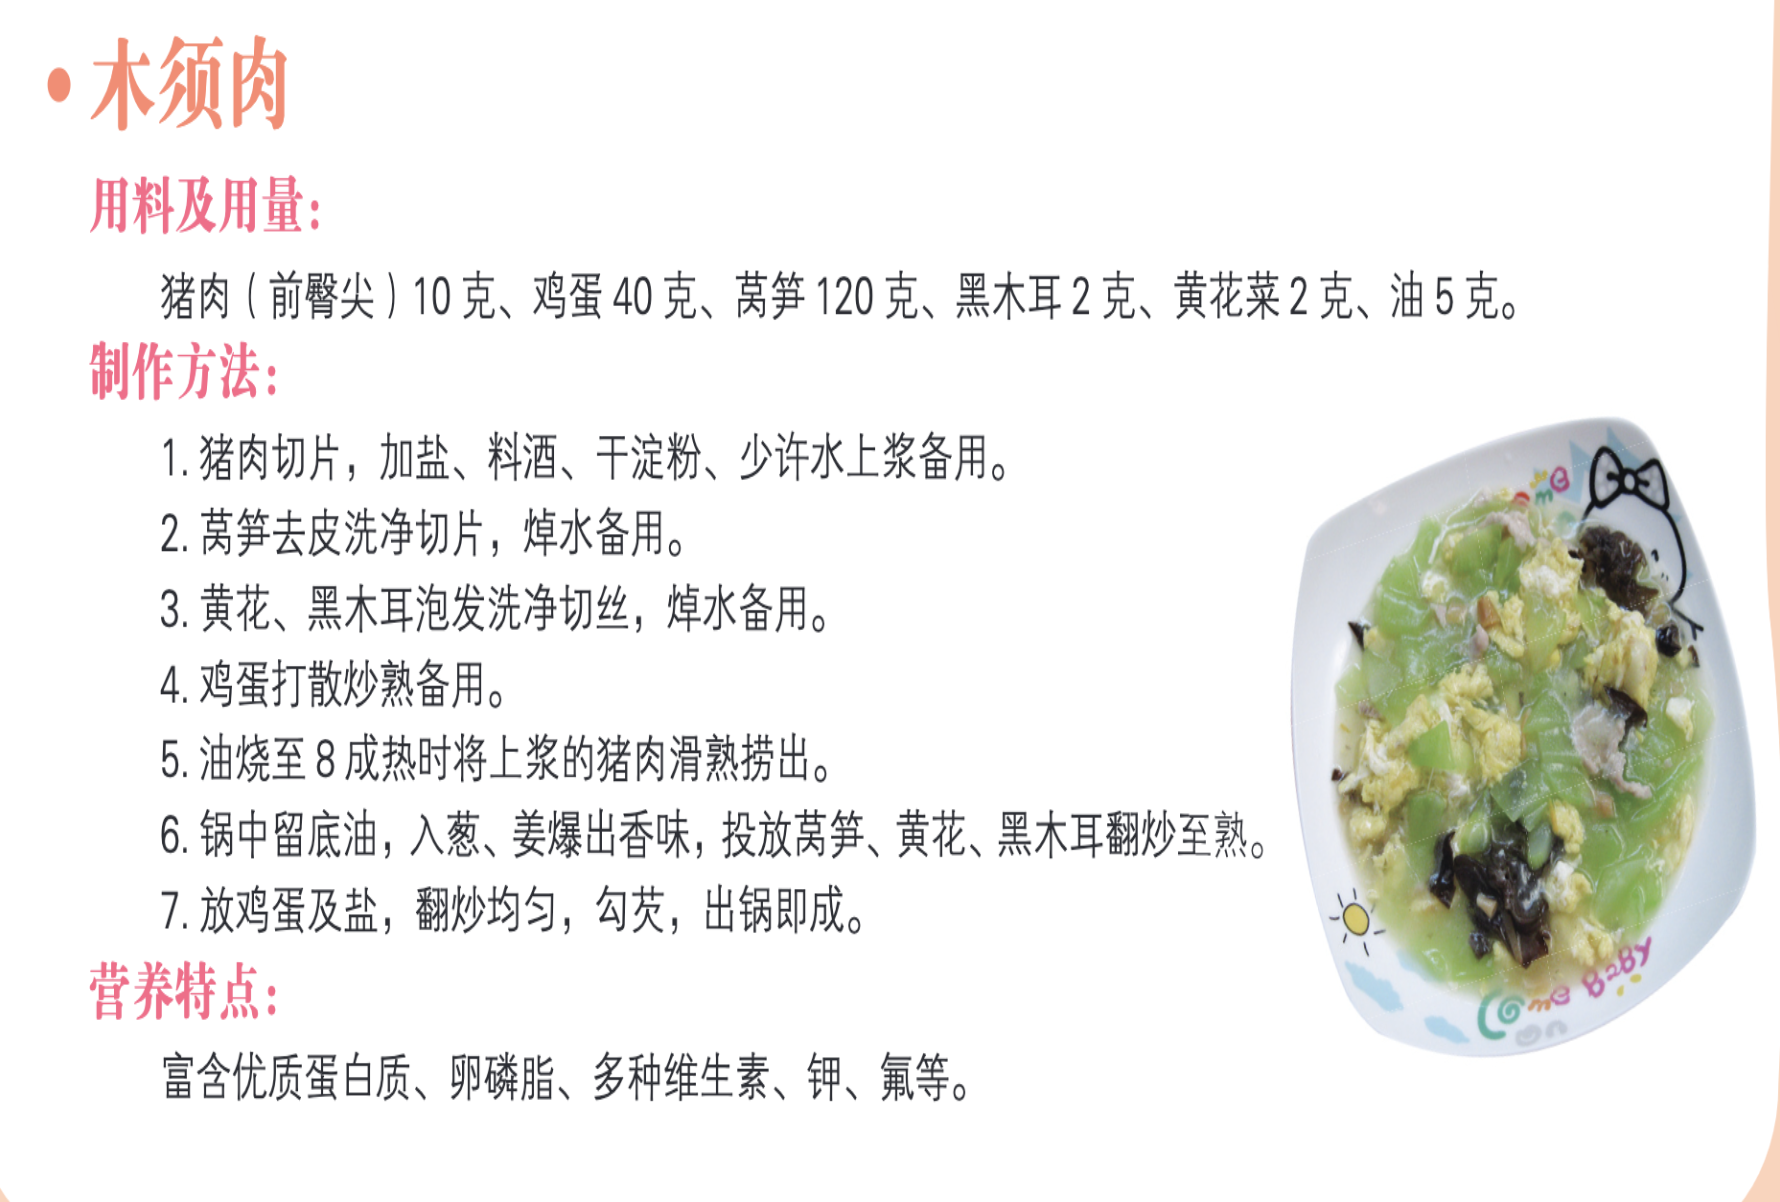 •木须肉
用料及用量：
猪肉（前臀尖）10 克、鸡蛋 40 克、莴笋 120 克、黑木耳 2 克、黄花菜 2 克、油 5 克。
制作方法：
1. 猪肉切片，加盐、料酒、干淀粉、少许水上浆备用。
2. 莴笋去皮洗净切片，焯水备用。
3. 黄花、黑木耳泡发洗净切丝，焯水备用。
4. 鸡蛋打散炒熟备用。
5. 油烧至 8 成热时将上浆的猪肉滑熟捞出。
6. 锅中留底油，入葱、姜爆出香味，投放莴笋、黄花、黑木耳翻炒至熟。
7. 放鸡蛋及盐，翻炒均匀，勾芡，出锅即成。
营养特点：
富含优质蛋白质、卵磷脂、多种维生素、钾、氟等。